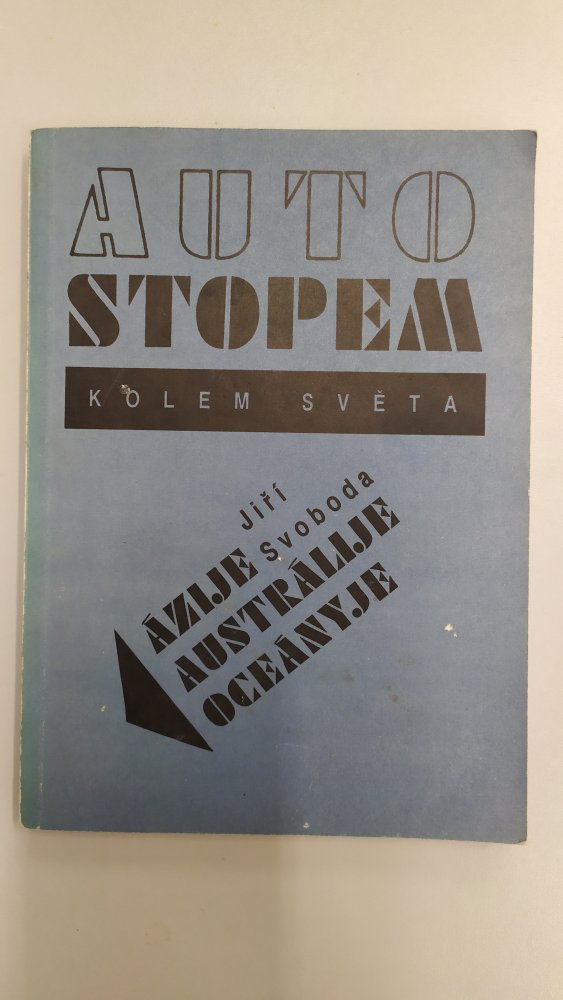 AUTO
STOPEM
KOLEM SVĚTA
Jiří
Svoboda
ÁZIJE
AUSTRÁLIJE
OCEÁNYJE